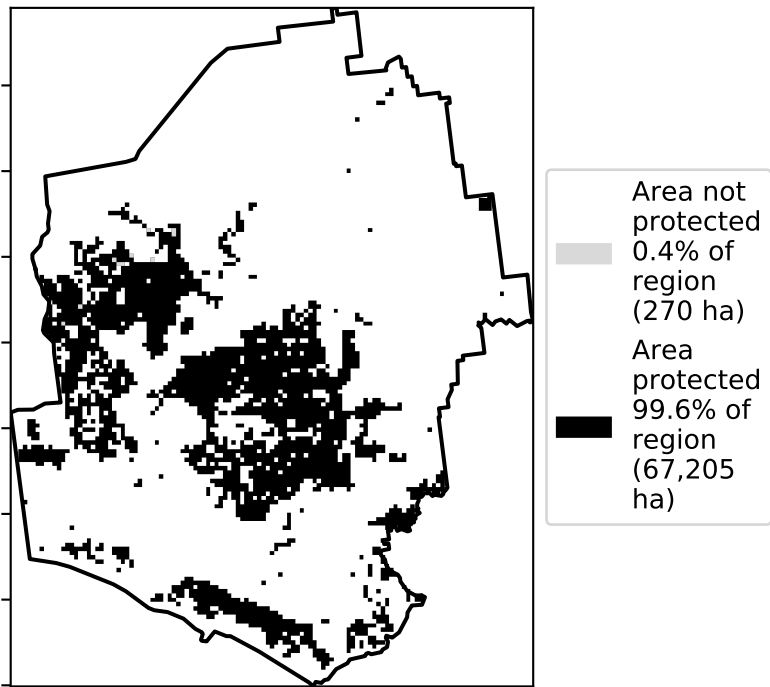 Area not
protected
0.4% of
region
(270 ha)
Area
protected
99.6% of
region
(67,205
ha)